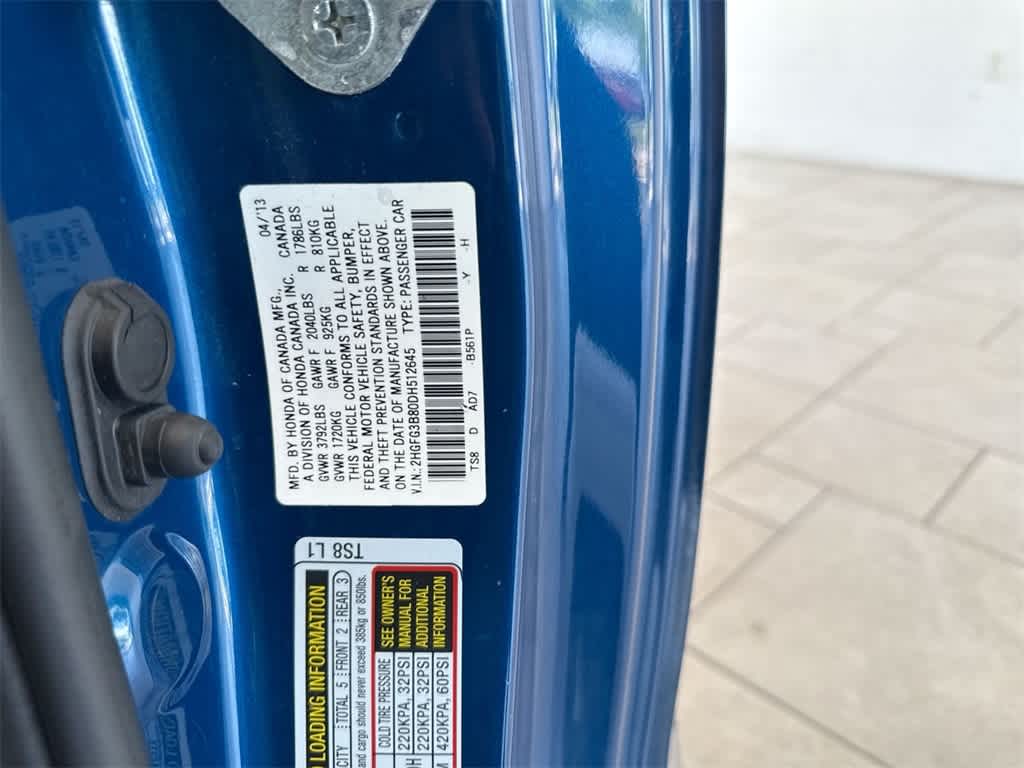 MFD. BY HONDA OF CANADA MFG., 04/'13
A DIVISION OF HONDA CANADA INC. CANADA
GVWR 3792LBS GAWR F 2040LBS R 1786LBS
GVWR 1720KG GAWR F 925KG R 810KG
THIS VEHICLE CONFORMS TO ALL APPLICABLE
FEDERAL MOTOR VEHICLE SAFETY, BUMPER,
AND THEFT PREVENTION STANDARDS IN EFFECT
ON THE DATE OF MANUFACTURE SHOWN ABOVE.
V.I.N.: 2HGFG3B80DH512645 TYPE: PASSENGER CAR
TS8 D AD7 -B561P -Y -H
TS8 L1
LOADING INFORMATION
TOTAL 5 FRONT 2 REAR 3
and cargo should never exceed 385kg or 850lbs.
COLD TIRE PRESSURE
220KPA, 32PSI
220KPA, 32PSI
420KPA, 60PSI
SEE OWNER'S
MANUAL FOR
ADDITIONAL
INFORMATION